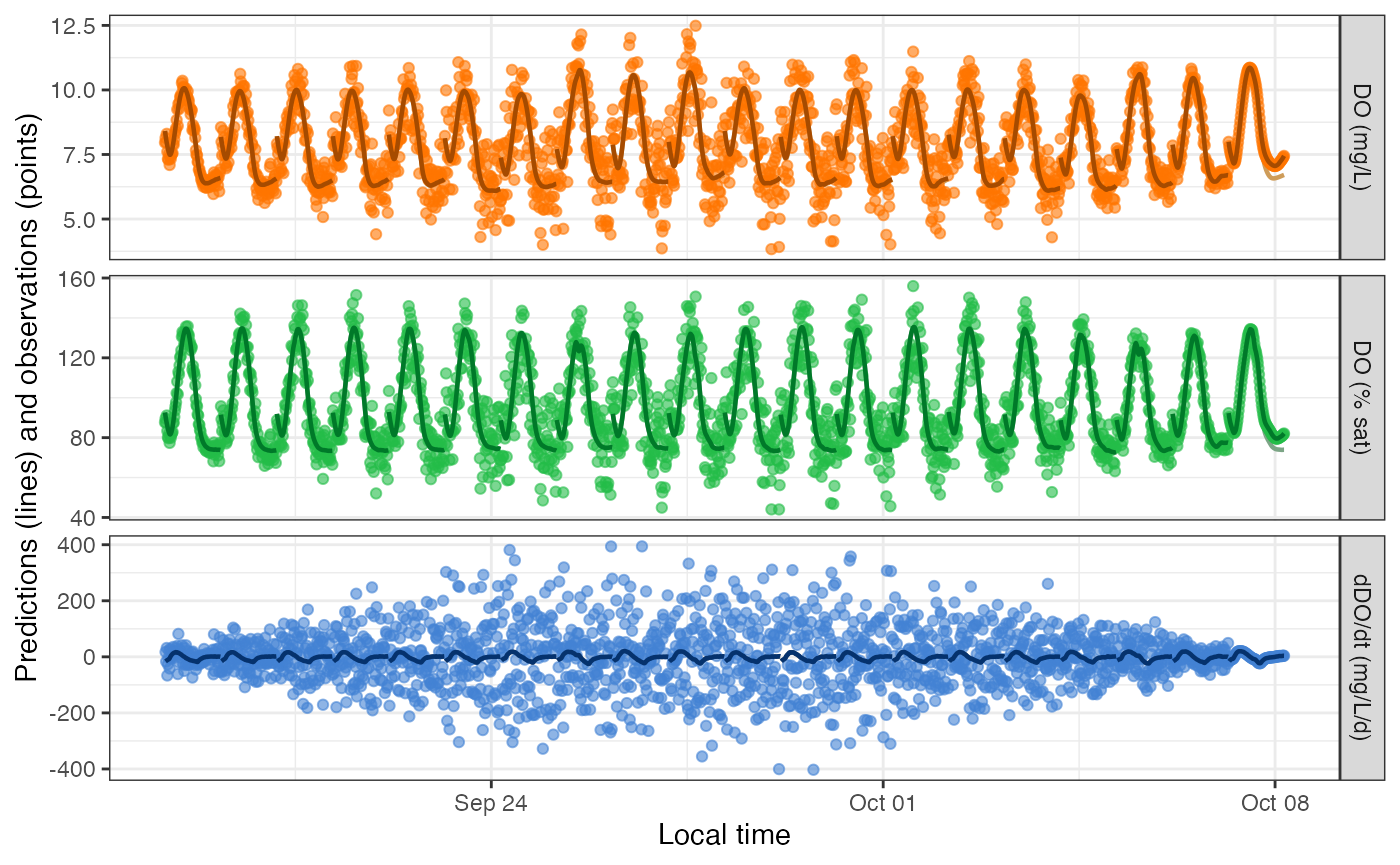 Predictions (lines) and observations (points)
12.5
10.0
7.5
5.0
DO (mg/L)
160
120
80
40
DO (% sat)
400
200
0
-200
-400
dDO/dt (mg/L/d)
Sep 24
Oct 01
Oct 08
Local time